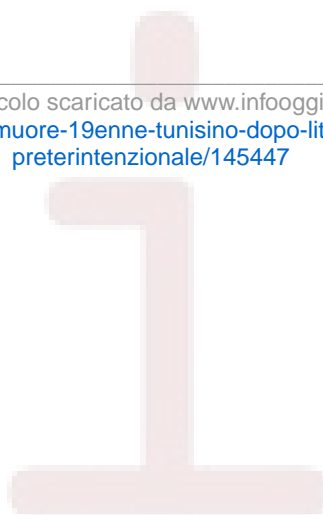 colo scaricato da www.infooggi
muore-19enne-tunisino-dopo-lit
preterintenzionale/145447